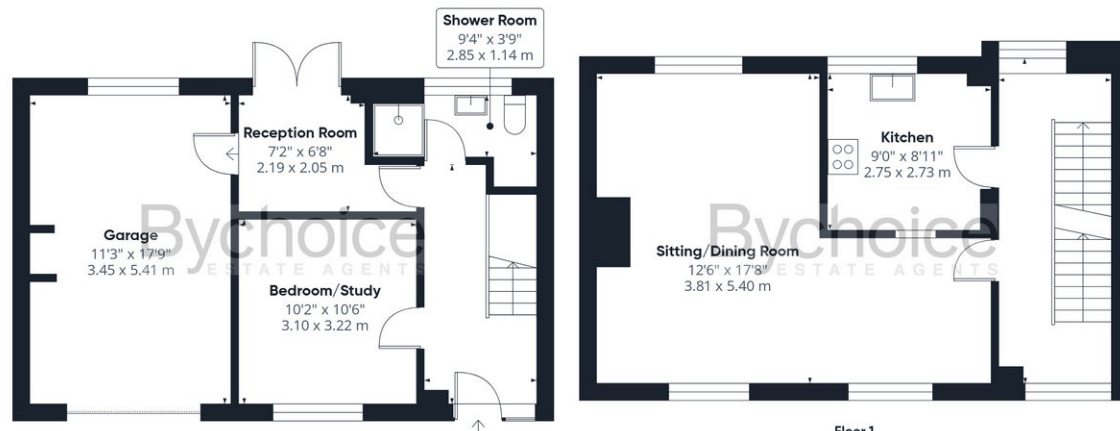 Shower Room
9'4" x 3'9"
2.85 x 1.14 m
Reception Room
7'2" x 6'8"
2.19 x 2.05 m
Garage
11'3" x 17'9"
3.45 x 5.41 m
Bedroom/Study
10'2" x 10'6"
3.10 x 3.22 m
Bychoice
ESTATE AGENTS
Kitchen
9'0" x 8'11"
2.75 x 2.73 m
Sitting/Dining Room
12'6" x 17'8"
3.81 x 5.40 m
Bychoice
ESTATE AGENTS
Floor 1